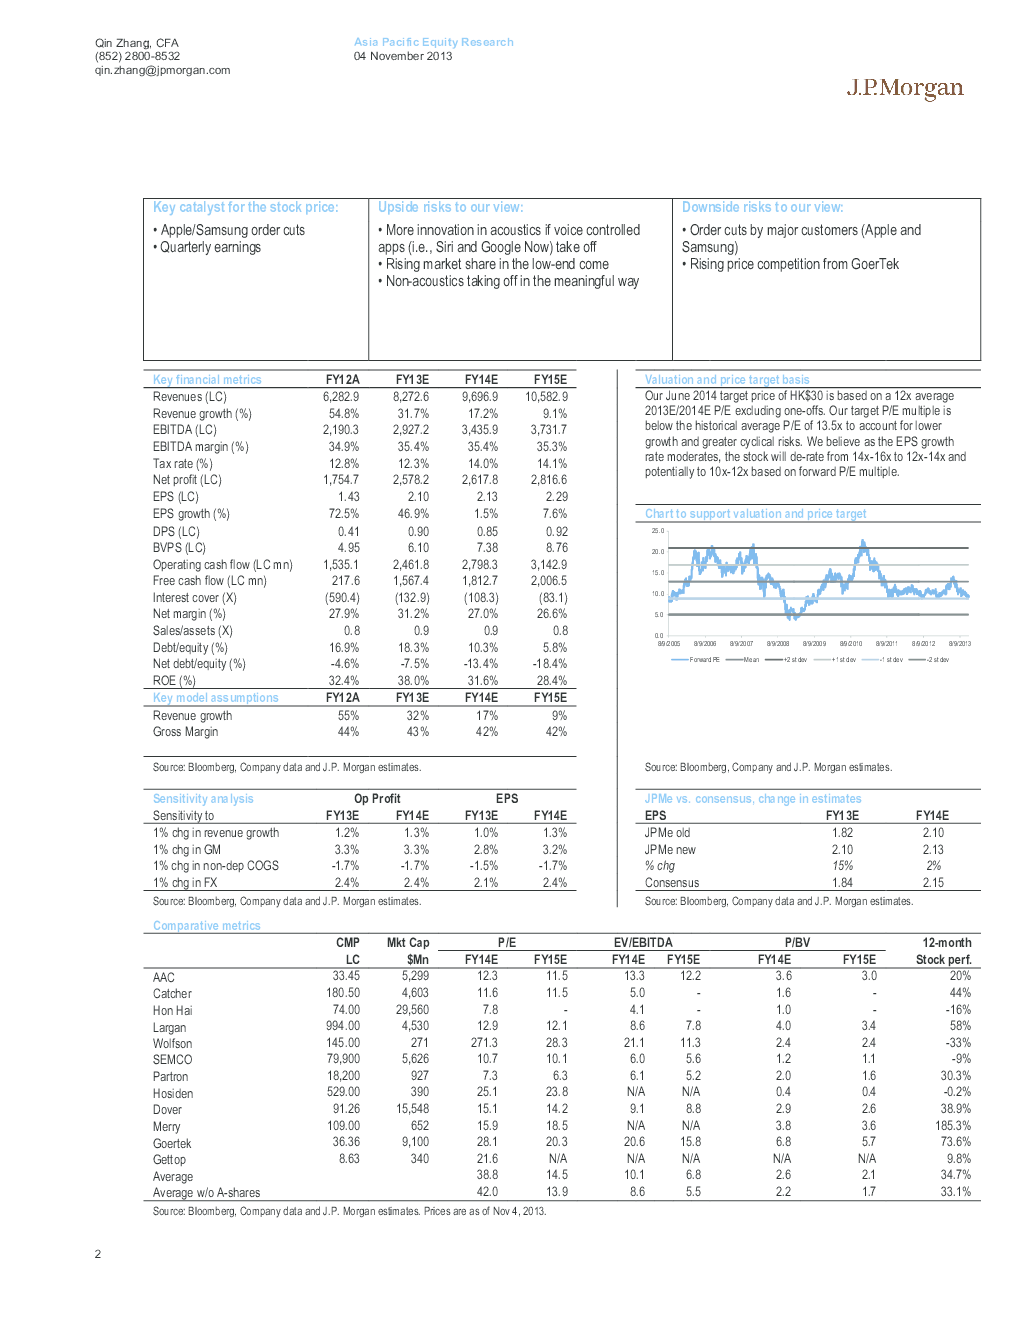 Qin Zhang, CFA
(852) 2800-8532
qin.zhang@jpmorgan.com
Asia Pacific Equity Research
04 November 2013
J.P.Morgan
Key catalyst for the stock price:
• Apple/Samsung order cuts
• Quarterly earnings
Upside risks to our view:
• More innovation in acoustics if voice controlled
apps (i.e., Siri and Google Now) take off
• Rising market share in the low-end come
• Non-acoustics taking off in the meaningful way
Downside risks to our view:
• Order cuts by major customers (Apple and
Samsung)
• Rising price competition from GoerTek
Key financial metrics FY12A FY13E FY14E FY15E
Revenues (LC) 6,282.9 8,272.6 9,696.9 10,582.9
Revenue growth (%) 54.8% 31.7% 17.2% 9.1%
EBITDA (LC) 2,190.3 2,927.2 3,435.9 3,731.7
EBITDA margin (%) 34.9% 35.4% 35.4% 35.3%
Tax rate (%) 12.8% 12.3% 14.0% 14.1%
Net profit (LC) 1,754.7 2,578.2 2,617.8 2,816.6
EPS (LC) 1.43 2.10 2.13 2.29
EPS growth (%) 72.5% 46.9% 1.5% 7.6%
DPS (LC) 0.41 0.90 0.85 0.92
BVPS (LC) 4.95 6.10 7.38 8.76
Operating cash flow (LC mn) 1,535.1 2,461.8 2,798.3 3,142.9
Free cash flow (LC mn) 217.6 1,567.4 1,812.7 2,006.5
Interest cover (X) (590.4) (132.9) (108.3) (83.1)
Net margin (%) 27.9% 31.2% 27.0% 26.6%
Sales/assets (X) 0.8 0.9 0.9 0.8
Debt/equity (%) 16.9% 18.3% 10.3% 5.8%
Net debt/equity (%) -4.6% -7.5% -13.4% -18.4%
ROE (%) 32.4% 38.0% 31.6% 28.4%
Key model assumptions FY12A FY13E FY14E FY15E
Revenue growth 55% 32% 17% 9%
Gross Margin 44% 43% 42% 42%
Source: Bloomberg, Company data and J.P. Morgan estimates.
Valuation and price target basis
Our June 2014 target price of HK$30 is based on a 12x average
2013E/2014E P/E excluding one-offs. Our target P/E multiple is
below the historical average P/E of 13.5x to account for lower
growth and greater cyclical risks. We believe as the EPS growth
rate moderates, the stock will de-rate from 14x-16x to 12x-14x and
potentially to 10x-12x based on forward P/E multiple.
Chart to support valuation and price target
25.0
20.0
15.0
10.0
5.0
0.0
8/9/2005 8/9/2006 8/9/2007 8/9/2008 8/9/2009 8/9/2010 8/9/2011 8/9/2012 8/9/2013
Forward PE Mean +2 st dev +1 st dev -1 st dev -2 st dev
Source: Bloomberg, Company and J.P. Morgan estimates.
Sensitivity analysis Op Profit EPS
Sensitivity to FY13E FY14E FY13E FY14E
1% chg in revenue growth 1.2% 1.3% 1.0% 1.3%
1% chg in GM 3.3% 3.3% 2.8% 3.2%
1% chg in non-dep COGS -1.7% -1.7% -1.5% -1.7%
1% chg in FX 2.4% 2.4% 2.1% 2.4%
Source: Bloomberg, Company data and J.P. Morgan estimates.
JPMe vs. consensus, change in estimates
EPS FY13E FY14E
JPMe old 1.82 2.10
JPMe new 2.10 2.13
% chg 15% 2%
Consensus 1.84 2.15
Source: Bloomberg, Company data and J.P. Morgan estimates.
Comparative metrics
CMP Mkt Cap P/E EV/EBITDA P/BV 12-month
LC $Mn FY14E FY15E FY14E FY15E FY14E FY15E Stock perf.
AAC 33.45 5,299 12.3 11.5 13.3 12.2 3.6 3.0 20%
Catcher 180.50 4,603 11.6 11.5 5.0 - 1.6 - 44%
Hon Hai 74.00 29,560 7.8 - 4.1 - 1.0 - -16%
Largan 994.00 4,530 12.9 12.1 8.6 7.8 4.0 3.4 58%
Wolfson 145.00 271 271.3 28.3 21.1 11.3 2.4 2.4 -33%
SEMCO 79,900 5,626 10.7 10.1 6.0 5.6 1.2 1.1 -9%
Partron 18,200 927 7.3 6.3 6.1 5.2 2.0 1.6 30.3%
Hosiden 529.00 390 25.1 23.8 N/A N/A 0.4 0.4 -0.2%
Dover 91.26 15,548 15.1 14.2 9.1 8.8 2.9 2.6 38.9%
Merry 109.00 652 15.9 18.5 N/A N/A 3.8 3.6 185.3%
Goertek 36.36 9,100 28.1 20.3 20.6 15.8 6.8 5.7 73.6%
Gettop 8.63 340 21.6 N/A N/A N/A N/A N/A 9.8%
Average 38.8 14.5 10.1 6.8 2.6 2.1 34.7%
Average w/o A-shares 42.0 13.9 8.6 5.5 2.2 1.7 33.1%
Source: Bloomberg, Company data and J.P. Morgan estimates. Prices are as of Nov 4, 2013.
2